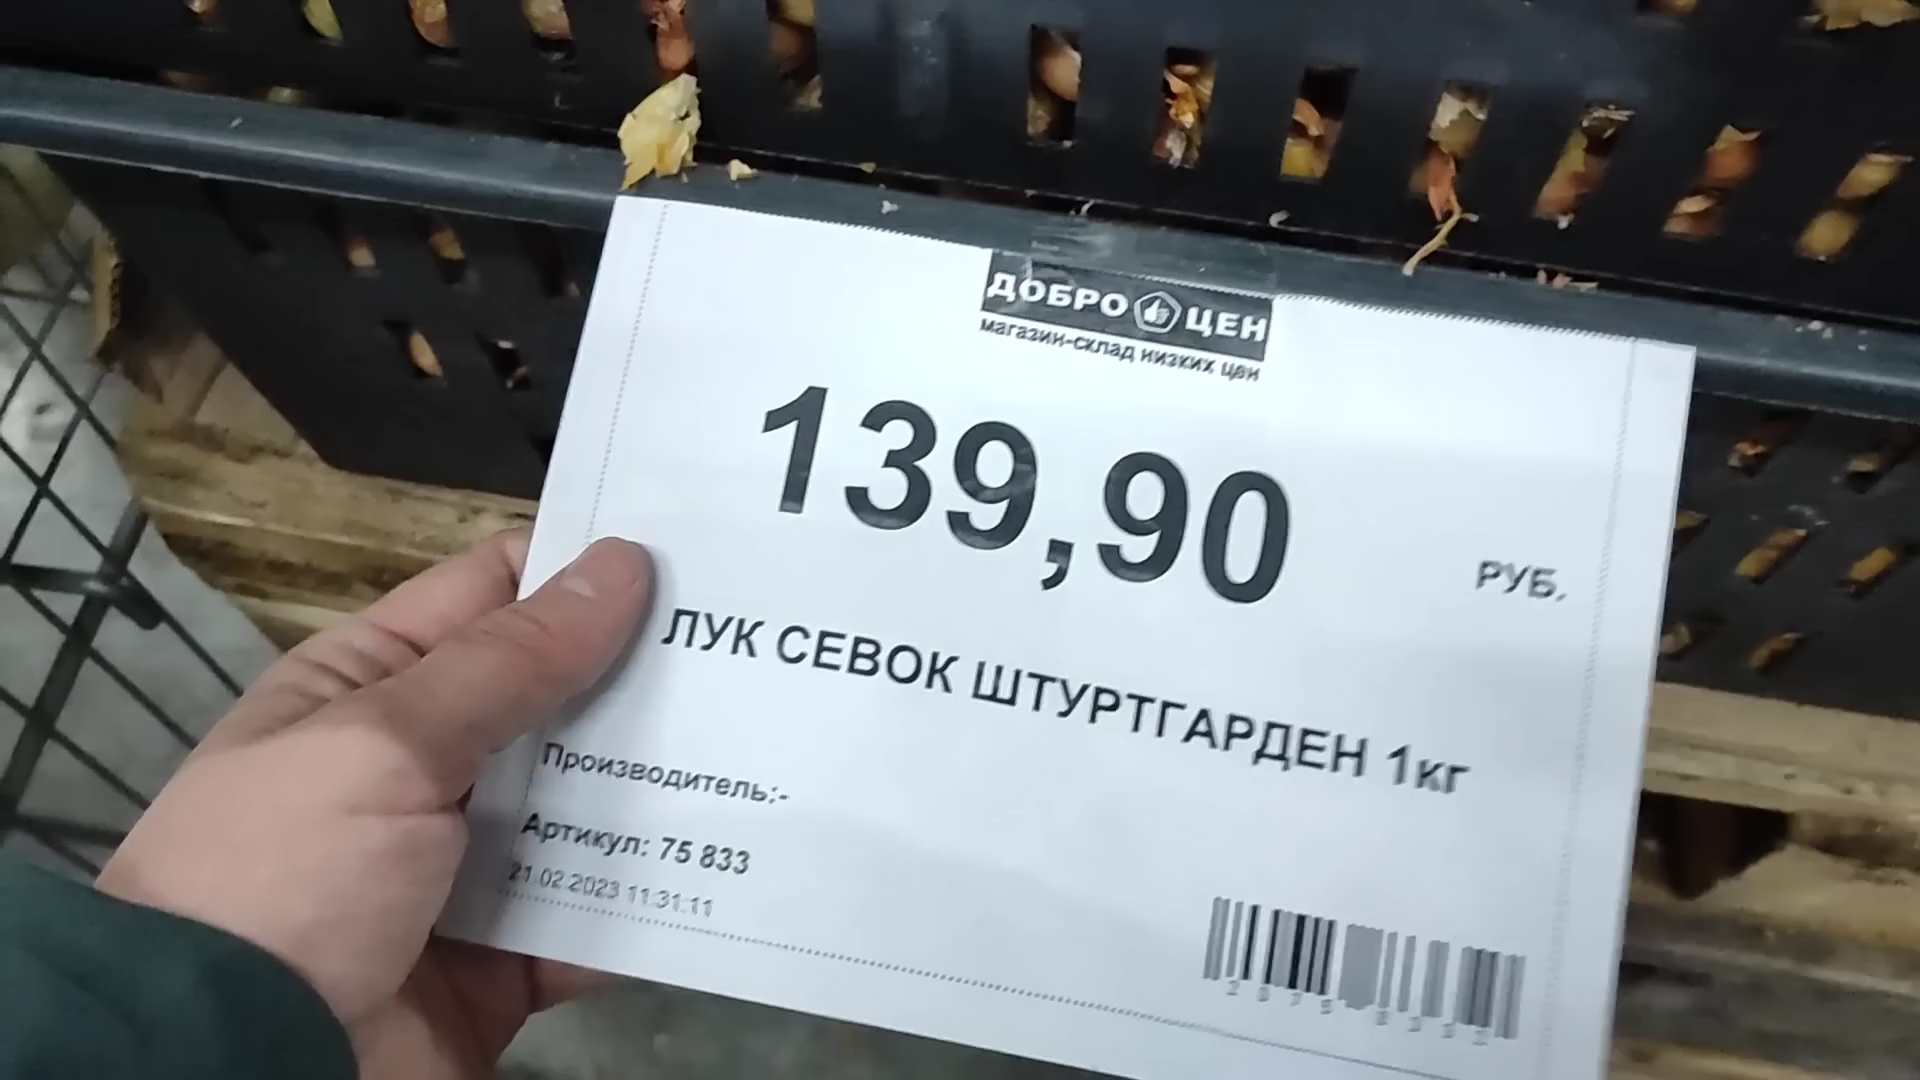 ДОБРО ЦЕН
магазин-склад низких цен
139,90
РУБ.
ЛУК СЕВОК ШТУРТГАРДЕН 1кг
Производитель:-
Артикул: 75 833
21.02.2023 11:31:11